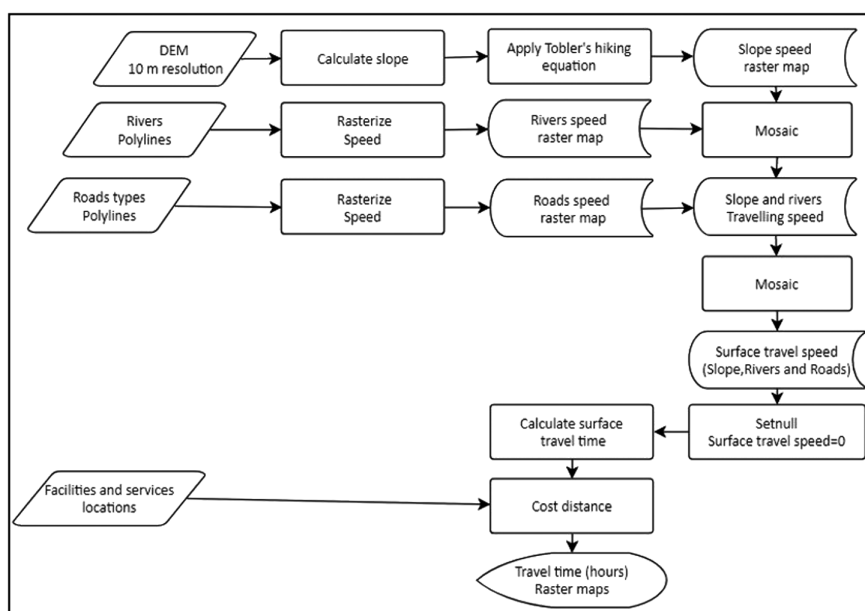 DEM
10 m resolution
Calculate slope
Apply Tobler's hiking
equation
Slope speed
raster map
Rivers
Polylines
Rasterize
Speed
Rivers speed
raster map
Mosaic
Roads types
Polylines
Rasterize
Speed
Roads speed
raster map
Slope and rivers
Travelling speed
Mosaic
Surface travel speed
(Slope,Rivers and Roads)
Calculate surface
travel time
Setnull
Surface travel speed=0
Facilities and services
locations
Cost distance
Travel time (hours)
Raster maps